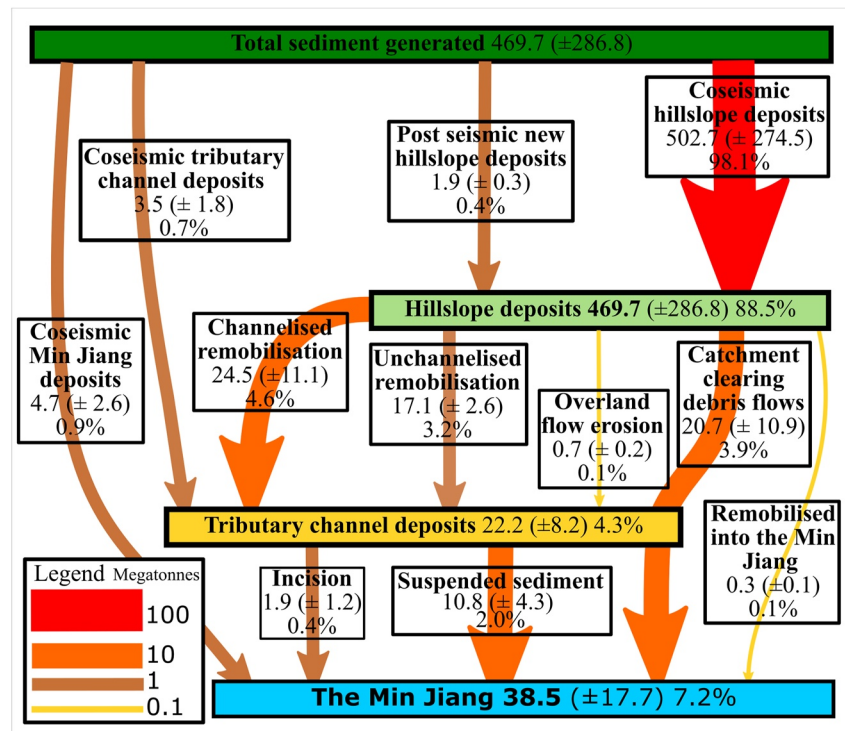 Total sediment generated 469.7 (±286.8)
Coseismic
hillslope deposits
502.7 (± 274.5)
98.1%
Post seismic new
hillslope deposits
1.9 (± 0.3)
0.4%
Coseismic tributary
channel deposits
3.5 (± 1.8)
0.7%
Hillslope deposits 469.7 (±286.8) 88.5%
Coseismic
Min Jiang
deposits
4.7 (± 2.6)
0.9%
Channelised
remobilisation
24.5 (±11.1)
4.6%
Unchannelised
remobilisation
17.1 (± 2.6)
3.2%
Overland
flow erosion
0.7 (± 0.2)
0.1%
Catchment
clearing
debris flows
20.7 (± 10.9)
3.9%
Tributary channel deposits 22.2 (±8.2) 4.3%
Remobilised
into the Min
Jiang
0.3 (±0.1)
0.1%
Incision
1.9 (± 1.2)
0.4%
Suspended sediment
10.8 (± 4.3)
2.0%
Legend Megatonnes
100
10
1
0.1
The Min Jiang 38.5 (±17.7) 7.2%